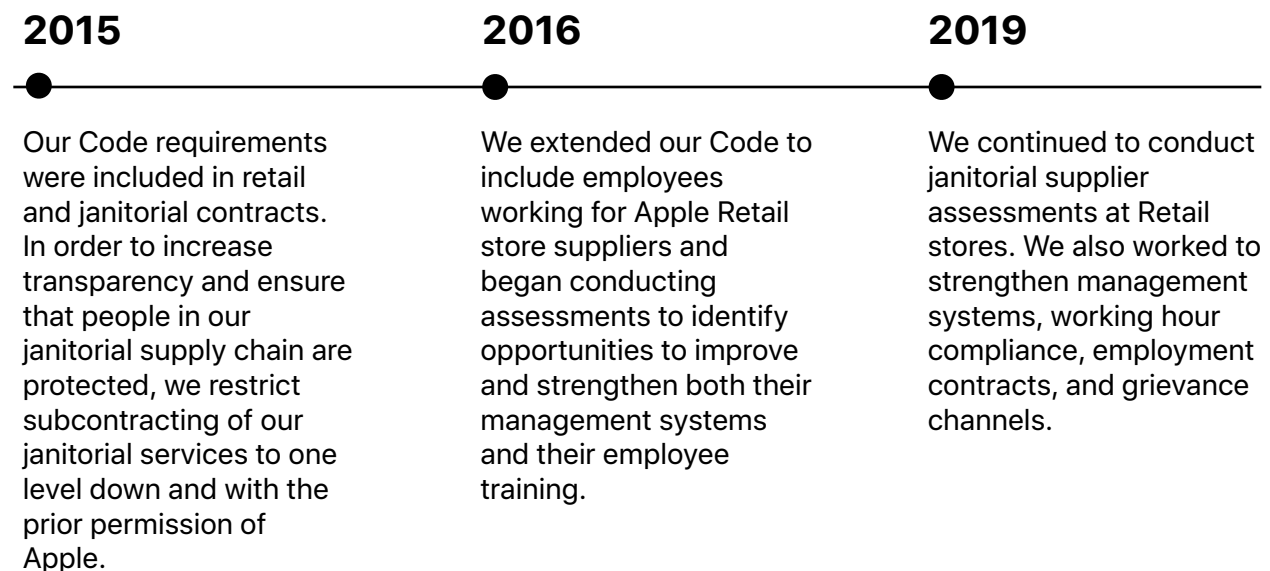 2015
Our Code requirements
were included in retail
and janitorial contracts.
In order to increase
transparency and ensure
that people in our
janitorial supply chain are
protected, we restrict
subcontracting of our
janitorial services to one
level down and with the
prior permission of
Apple.
2016
We extended our Code to
include employees
working for Apple Retail
store suppliers and
began conducting
assessments to identify
opportunities to improve
and strengthen both their
management systems
and their employee
training.
2019
We continued to conduct
janitorial supplier
assessments at Retail
stores. We also worked to
strengthen management
systems, working hour
compliance, employment
contracts, and grievance
channels.